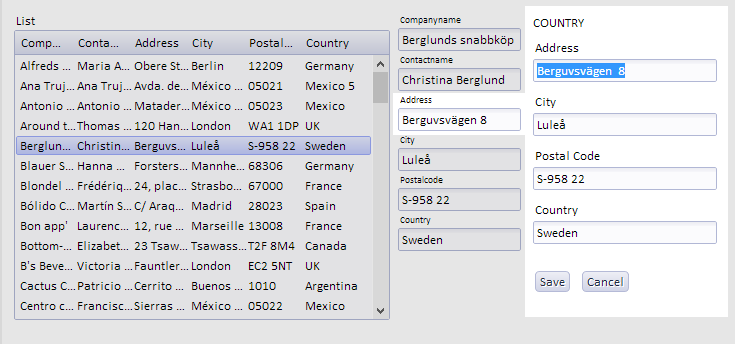 List
Comp... Conta... Address City Postal... Country
Alfreds ... Maria A... Obere St... Berlin 12209 Germany
Ana Truj... Ana Truj... Avda. de... México ... 05021 Mexico 5
Antonio ... Antonio ... Matader... México ... 05023 Mexico
Around t... Thomas ... 120 Han... London WA1 1DP UK
Berglun... Christin... Berguvs... Luleå S-958 22 Sweden
Blauer S... Hanna ... Forsters... Mannhe... 68306 Germany
Blondel ... Frédériq... 24, plac... Strasbo... 67000 France
Bólido C... Martín S... C/ Araq... Madrid 28023 Spain
Bon app' Laurenc... 12, rue ... Marseille 13008 France
Bottom-... Elizabet... 23 Tsaw... Tsawass... T2F 8M4 Canada
B's Beve... Victoria ... Fauntler... London EC2 5NT UK
Cactus C... Patricio ... Cerrito ... Buenos ... 1010 Argentina
Centro c... Francisc... Sierras ... México ... 05022 Mexico
Companyname
Berglunds snabbköp
Contactname
Christina Berglund
Address
Berguvsvägen 8
City
Luleå
Postalcode
S-958 22
Country
Sweden
COUNTRY
Address
Berguvsvägen 8
City
Luleå
Postal Code
S-958 22
Country
Sweden
Save Cancel